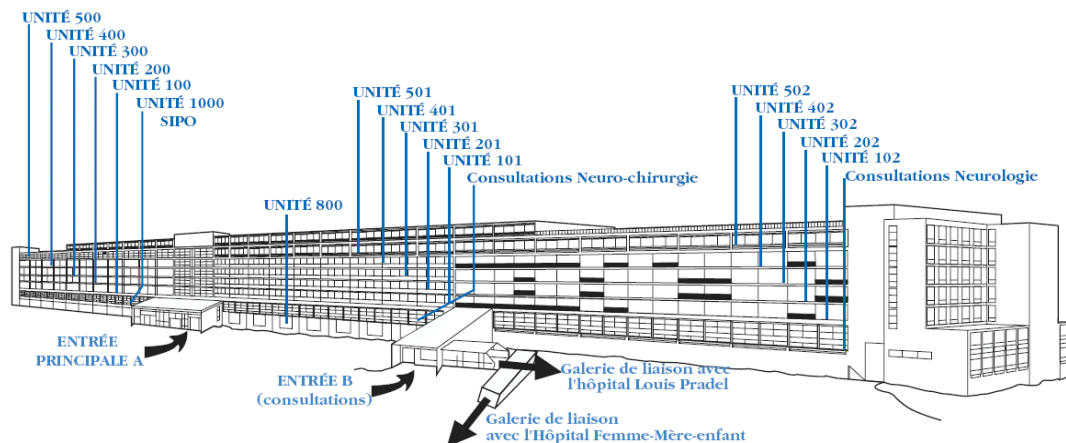 UNITÉ 500
UNITÉ 400
UNITÉ 300
UNITÉ 200
UNITÉ 100
UNITÉ 1000
SIPO
UNITÉ 800
UNITÉ 501
UNITÉ 401
UNITÉ 301
UNITÉ 201
UNITÉ 101
Consultations Neuro-chirurgie
UNITÉ 502
UNITÉ 402
UNITÉ 302
UNITÉ 202
UNITÉ 102
Consultations Neurologie
ENTRÉE
PRINCIPALE A
ENTRÉE B
(consultations)
Galerie de liaison avec
l'hôpital Louis Pradel
Galerie de liaison
avec l'Hôpital Femme-Mère-enfant